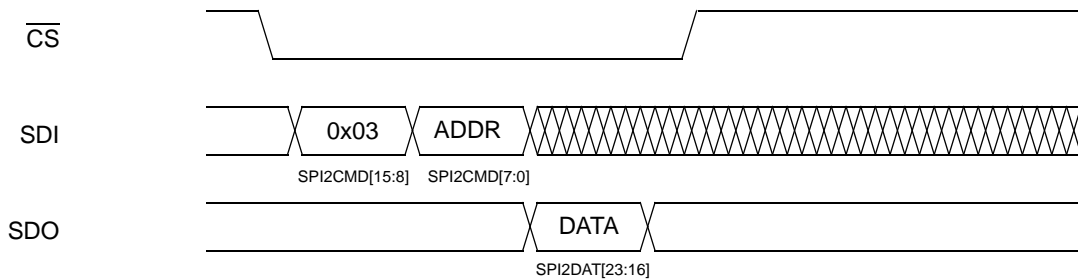 CS
SDI
0x03
ADDR
SPI2CMD[15:8]
SPI2CMD[7:0]
SDO
DATA
SPI2DAT[23:16]